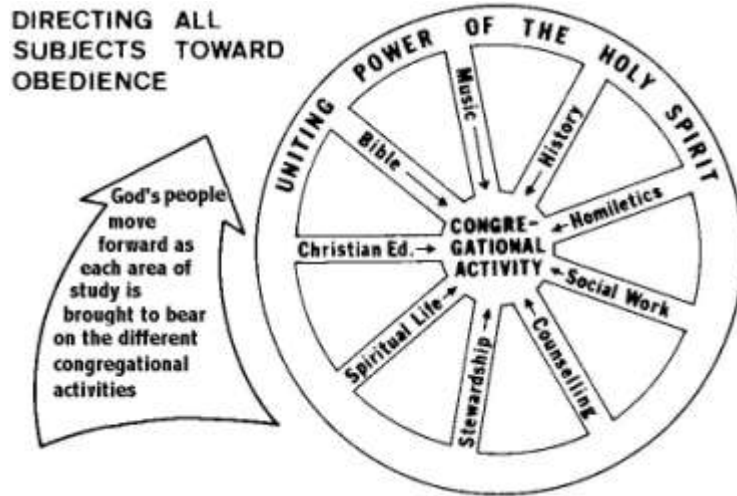 DIRECTING ALL
SUBJECTS TOWARD
OBEDIENCE
UNITING POWER OF THE HOLY SPIRIT
God's people
move
forward as
each area of
study is
brought to bear
on the different
congregational
activities
Music
History
Bible
Homiletics
Christian Ed.
CONGRE-
GATIONAL
ACTIVITY
Social Work
Spiritual Life
Counselling
Stewardship